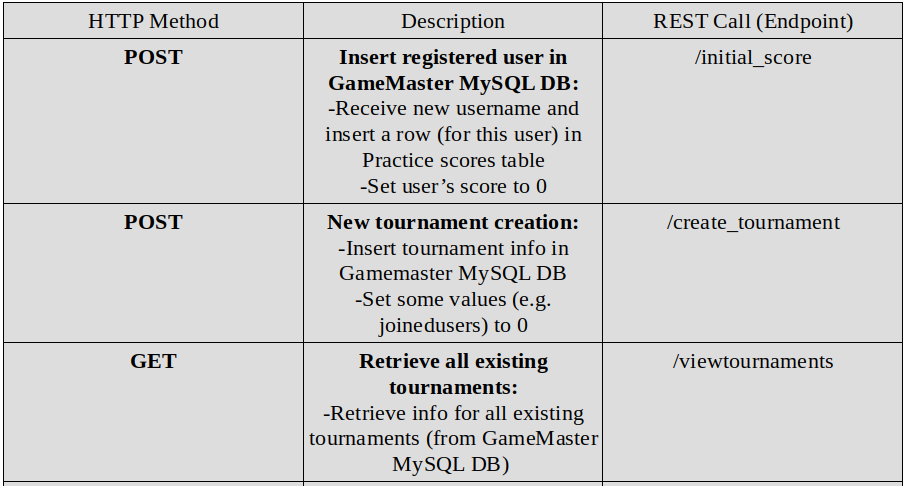 HTTP Method Description REST Call (Endpoint)
POST Insert registered user in /initial_score
GameMaster MySQL DB:
-Receive new username and
insert a row (for this user) in
Practice scores table
-Set user’s score to 0
POST New tournament creation: /create_tournament
-Insert tournament info in
Gamemaster MySQL DB
-Set some values (e.g.
joinedusers) to 0
GET Retrieve all existing /viewtournaments
tournaments:
-Retrieve info for all existing
tournaments (from GameMaster
MySQL DB)